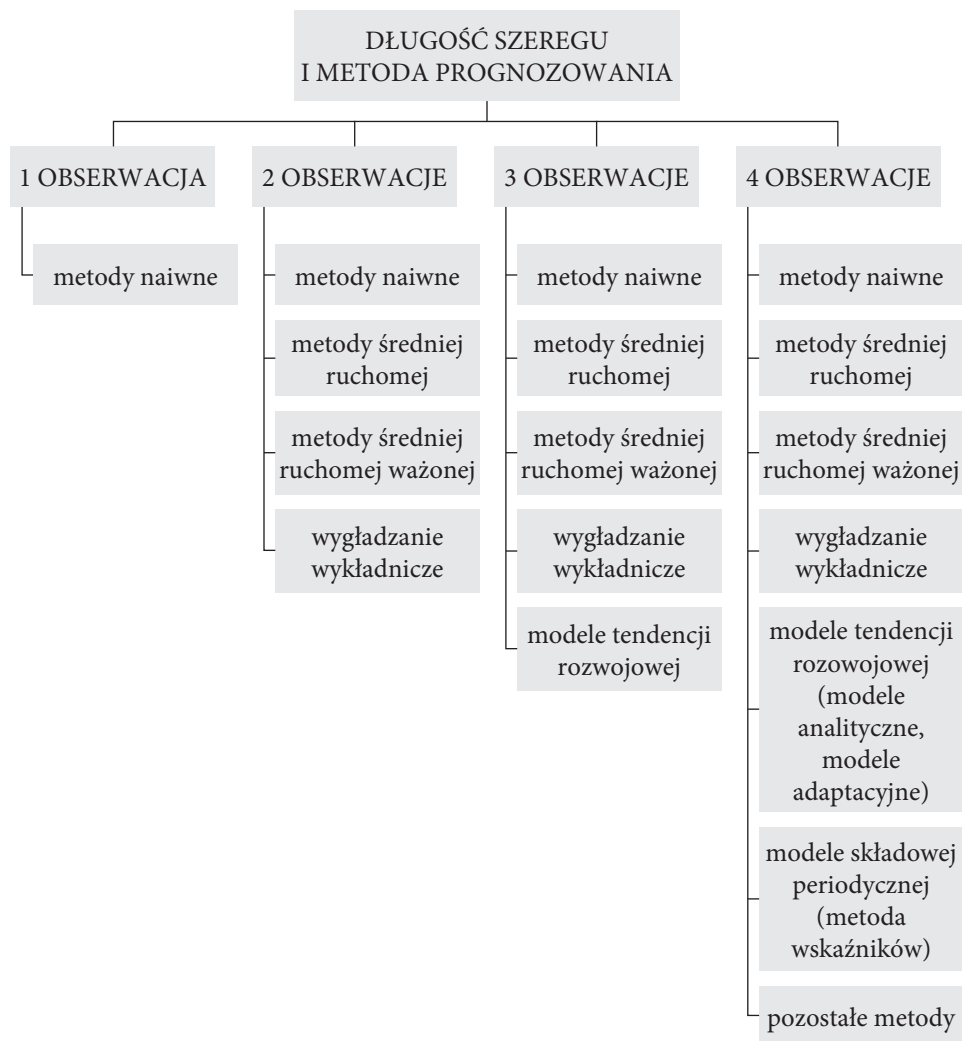 DŁUGOŚĆ SZEREGU
I METODA PROGNOZOWANIA
1 OBSERWACJA
metody naiwne
2 OBSERWACJE
metody naiwne
metody średniej
ruchomej
metody średniej
ruchomej ważonej
wygładzanie
wykładnicze
3 OBSERWACJE
metody naiwne
metody średniej
ruchomej
metody średniej
ruchomej ważonej
wygładzanie
wykładnicze
modele tendencji
rozwojowej
4 OBSERWACJE
metody naiwne
metody średniej
ruchomej
metody średniej
ruchomej ważonej
wygładzanie
wykładnicze
modele tendencji
rozowojowej
(modele
analityczne,
modele
adaptacyjne)
modele składowej
periodycznej
(metoda
wskaźników)
pozostałe metody